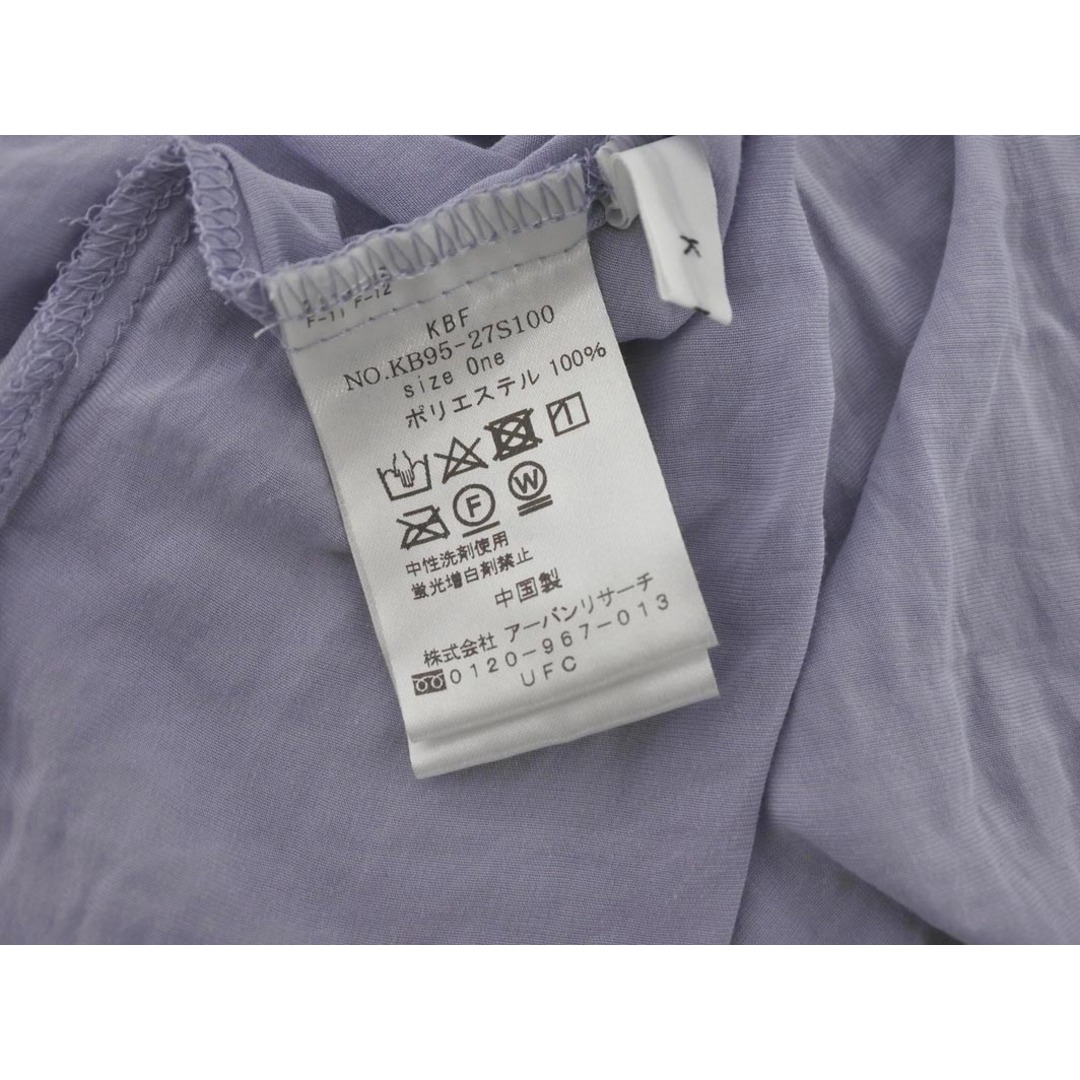 F-11 F-12
KBF
NO.KB95-27S100
size One
ポリエステル 100%
F W
中性洗剤使用
蛍光増白剤禁止
中国製
株式会社 アーバンリサーチ
0120-967-013
UFC
K